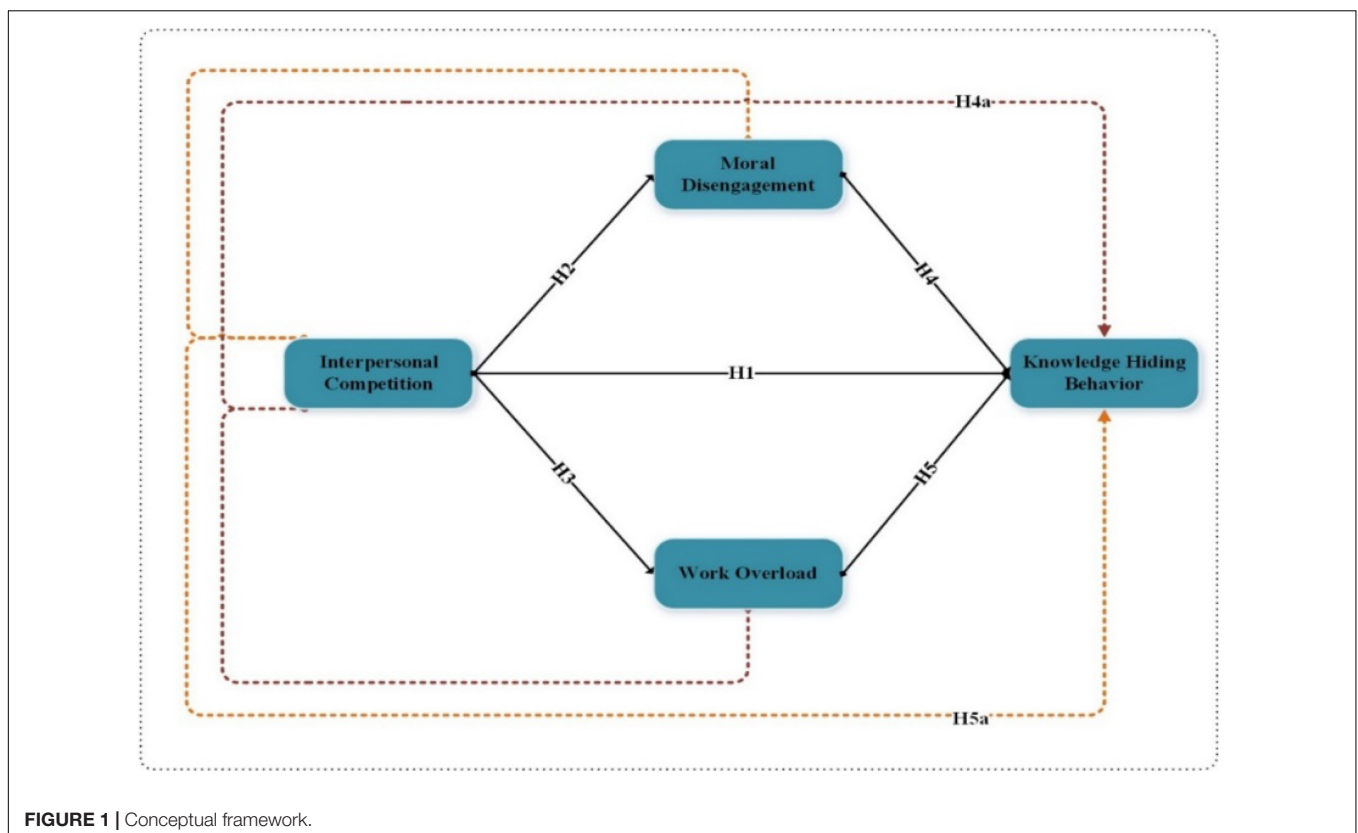 H4a
Moral
Disengagement
H2
H4
Interpersonal
Competition
H1
Knowledge Hiding
Behavior
H3
H5
Work Overload
H5a
FIGURE 1 | Conceptual framework.